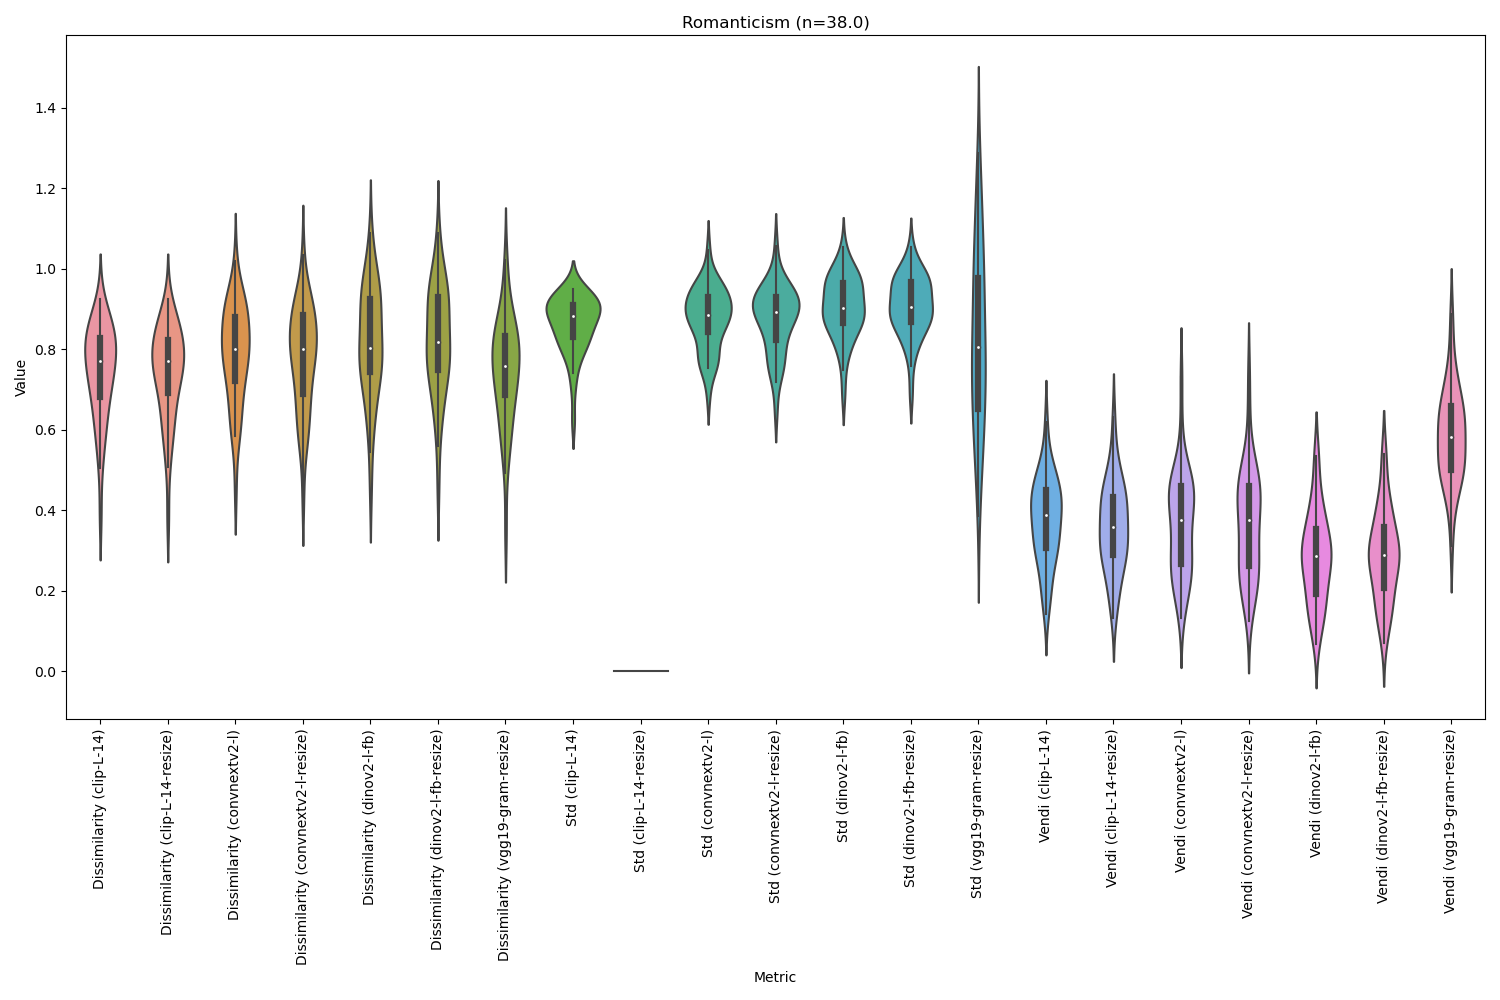 Romanticism (n=38.0)
Value
1.4
1.2
1.0
0.8
0.6
0.4
0.2
0.0
Dissimilarity (clip-L-14)
Dissimilarity (clip-L-14-resize)
Dissimilarity (convnextv2-l)
Dissimilarity (convnextv2-l-resize)
Dissimilarity (dinov2-l-fb)
Dissimilarity (dinov2-l-fb-resize)
Dissimilarity (vgg19-gram-resize)
Std (clip-L-14)
Std (clip-L-14-resize)
Std (convnextv2-l)
Std (convnextv2-l-resize)
Std (dinov2-l-fb)
Std (dinov2-l-fb-resize)
Std (vgg19-gram-resize)
Vendi (clip-L-14)
Vendi (clip-L-14-resize)
Vendi (convnextv2-l)
Vendi (convnextv2-l-resize)
Vendi (dinov2-l-fb)
Vendi (dinov2-l-fb-resize)
Vendi (vgg19-gram-resize)
Metric